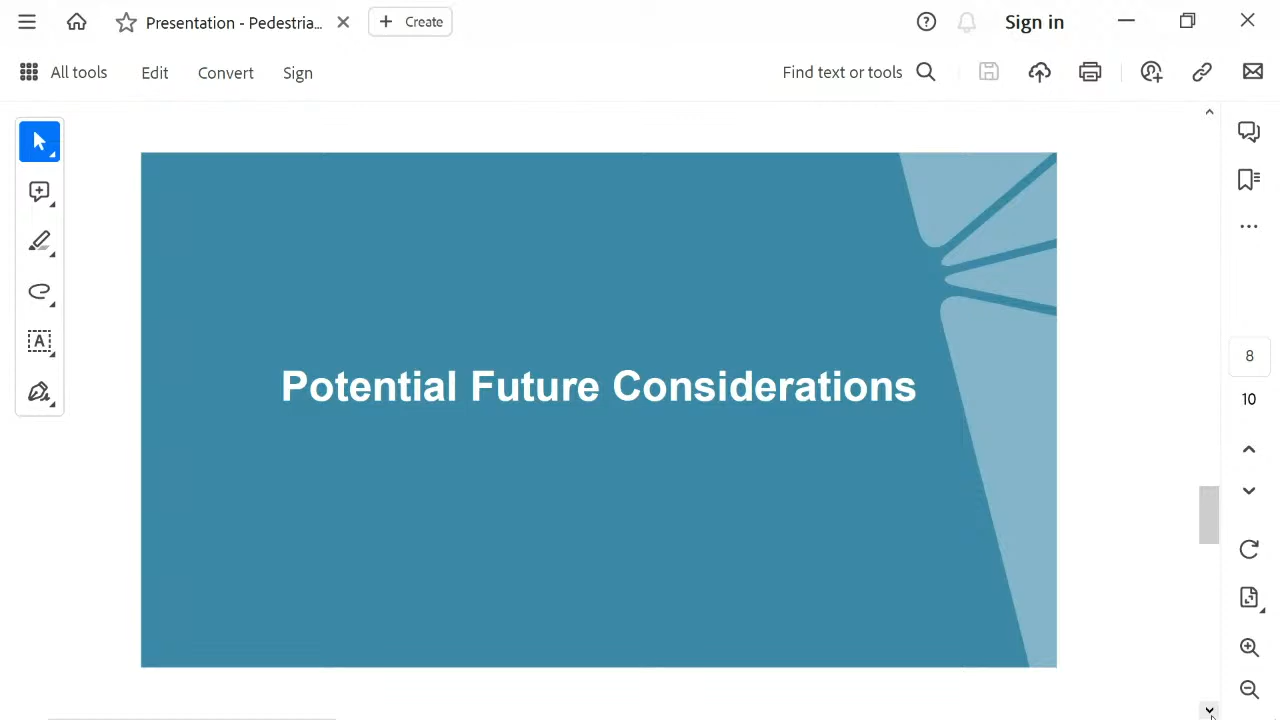 Presentation - Pedestria...
Create
Sign in
All tools
Edit
Convert
Sign
Find text or tools
A
Potential Future Considerations
8
10